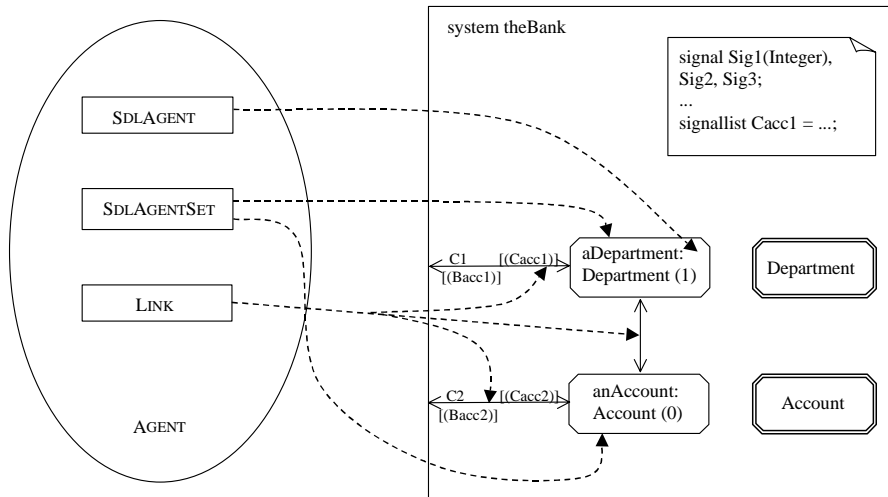 system theBank
signal Sig1(Integer),
Sig2, Sig3;
...
signallist Cacc1 = ...;
SDLAGENT
SDLAGENTSET
LINK
AGENT
C1 [(Cacc1)]
[(Bacc1)]
aDepartment:
Department (1)
Department
C2 [(Cacc2)]
[(Bacc2)]
anAccount:
Account (0)
Account